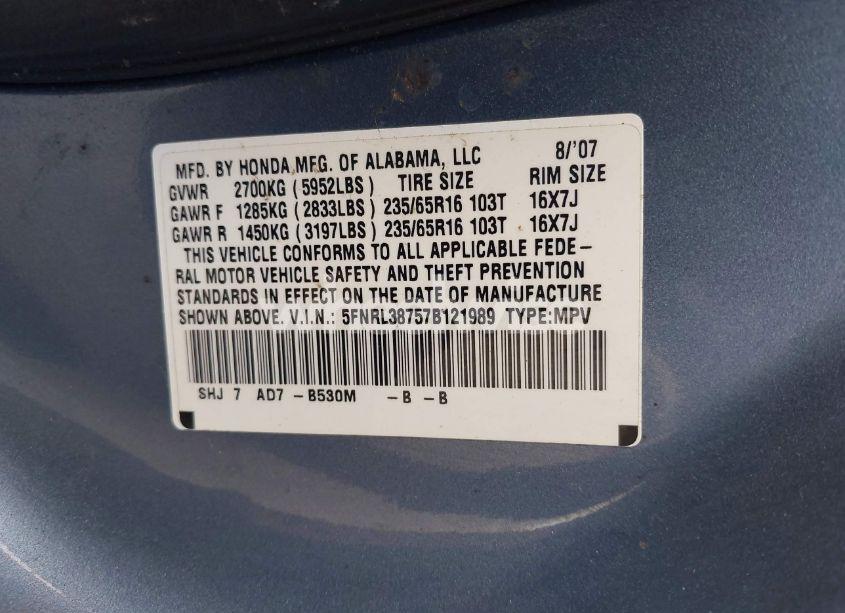 MFD. BY HONDA MFG. OF ALABAMA, LLC 8/'07
GVWR 2700KG (5952LBS) TIRE SIZE RIM SIZE
GAWR F 1285KG (2833LBS) 235/65R16 103T 16X7J
GAWR R 1450KG (3197LBS) 235/65R16 103T 16X7J
THIS VEHICLE CONFORMS TO ALL APPLICABLE FEDE-
RAL MOTOR VEHICLE SAFETY AND THEFT PREVENTION
STANDARDS IN EFFECT ON THE DATE OF MANUFACTURE
SHOWN ABOVE. V.I.N.: 5FNRL38757B121989 TYPE:MPV
SHJ 7 AD7 -B530M -B -B